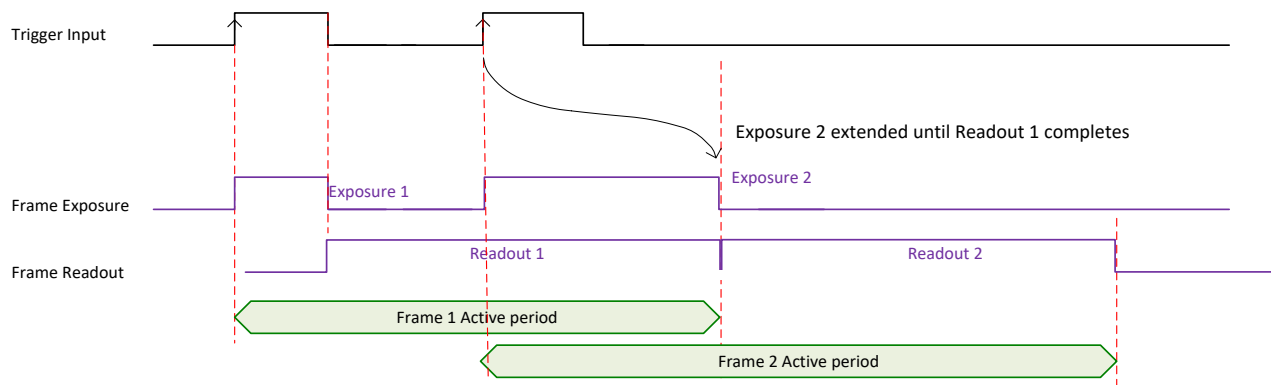 Trigger Input
Exposure 2 extended until Readout 1 completes
Exposure 2
Exposure 1
Frame Exposure
Readout 1
Readout 2
Frame Readout
Frame 1 Active period
Frame 2 Active period